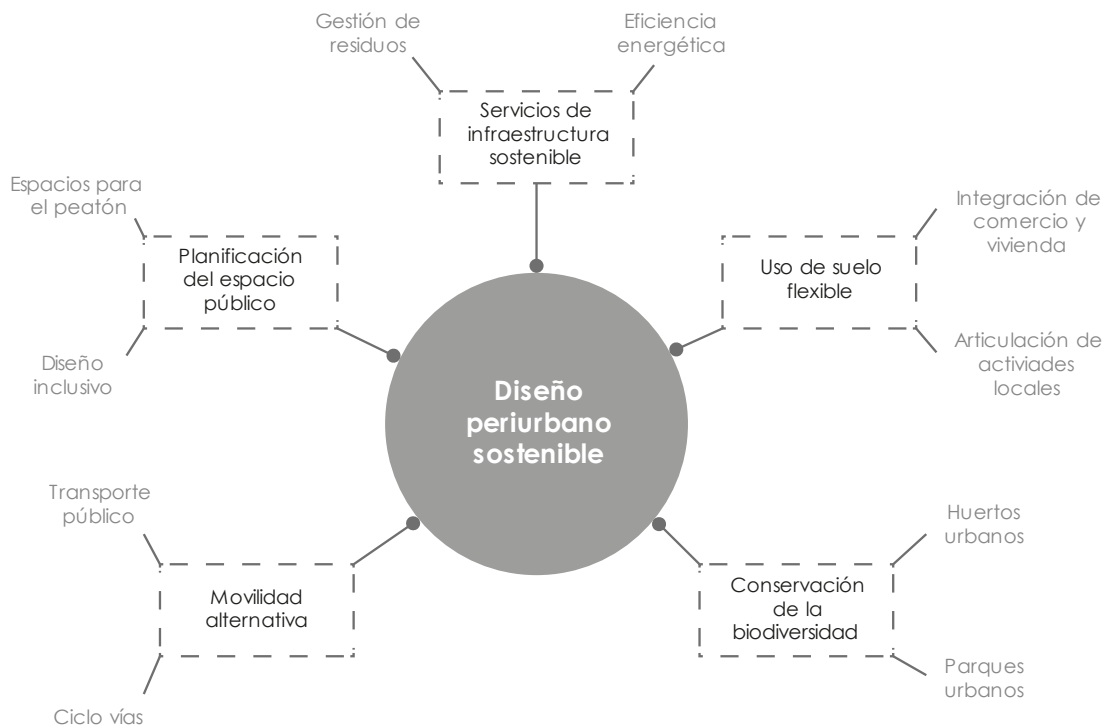 Gestión de
residuos
Eficiencia
energética
Servicios de
infraestructura
sostenible
Espacios para
el peatón
Planificación
del espacio
público
Diseño
inclusivo
Integración de
comercio y
vivienda
Uso de suelo
flexible
Articulación de
activiades
locales
Diseño
periurbano
sostenible
Transporte
público
Movilidad
alternativa
Ciclo vías
Huertos
urbanos
Conservación
de la
biodiversidad
Parques
urbanos